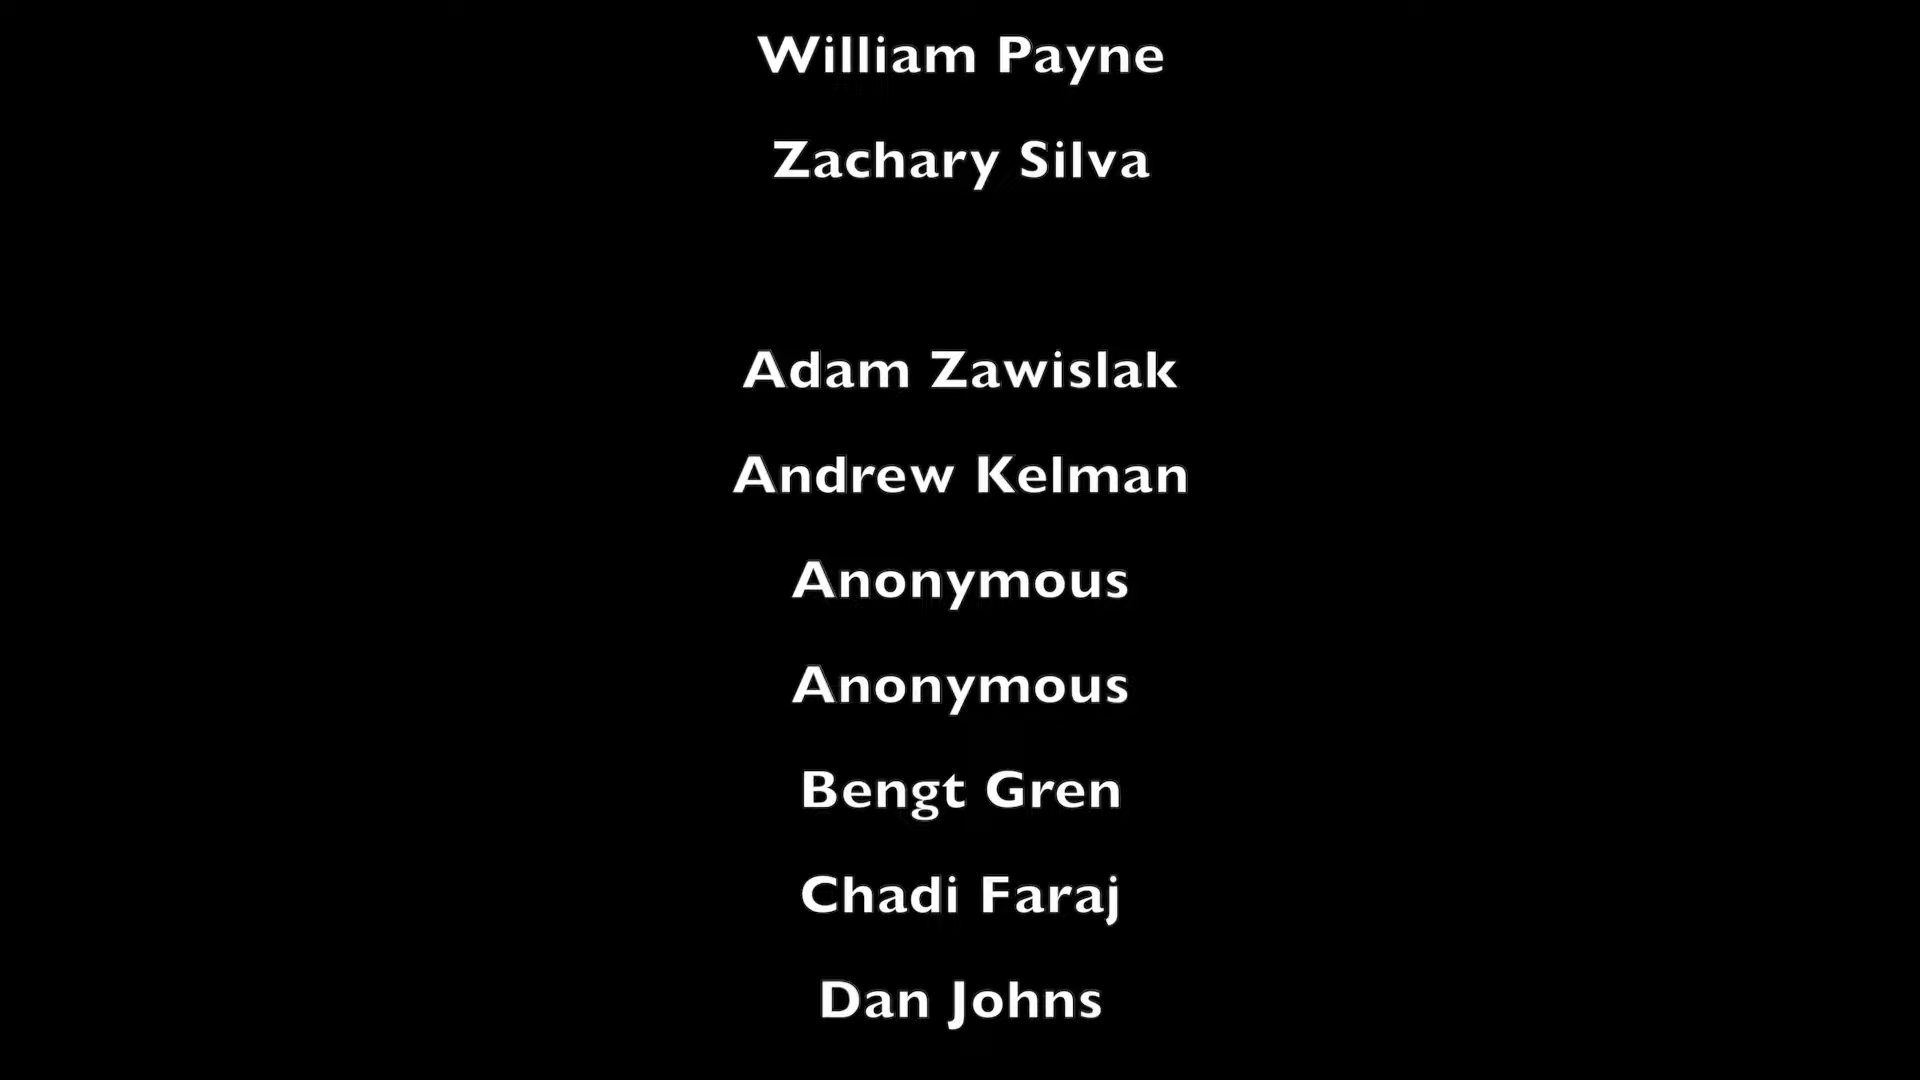 William Payne
Zachary Silva
Adam Zawislak
Andrew Kelman
Anonymous
Anonymous
Bengt Gren
Chadi Faraj
Dan Johns